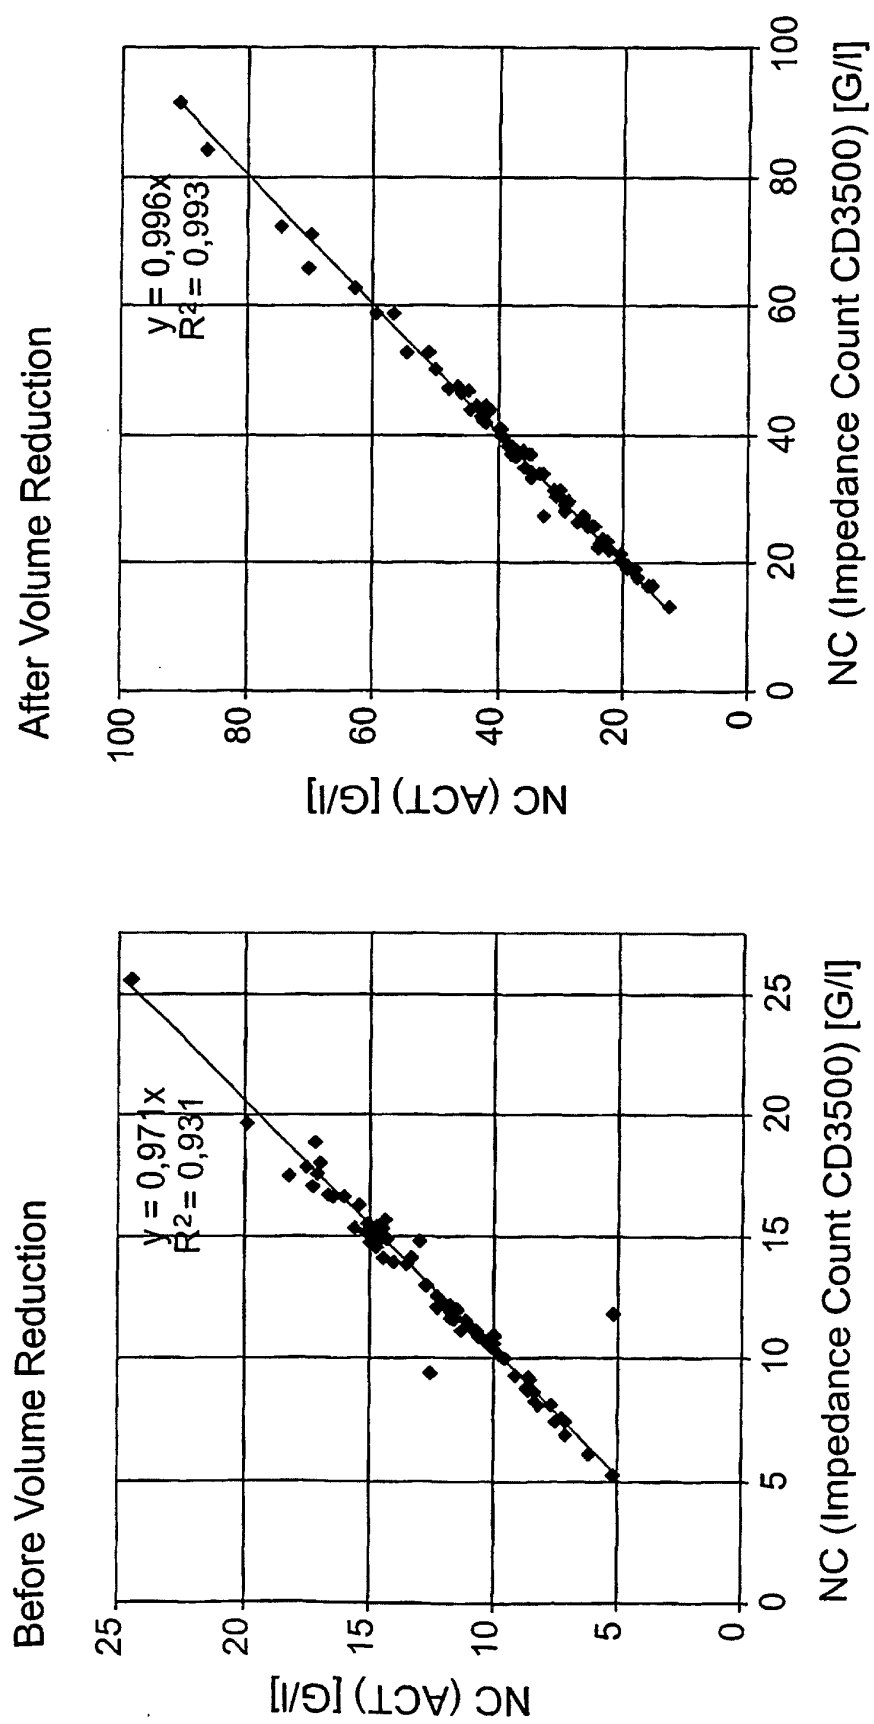 Before Volume Reduction
NC (ACT) [G/l]
25
20
15
10
5
0
y = 0,971x
R2 = 0,931
0
5
10
15
20
25
NC (Impedance Count CD3500) [G/l]
After Volume Reduction
NC (ACT) [G/l]
100
80
60
40
20
0
y = 0,996x
R2 = 0,993
0
20
40
60
80
100
NC (Impedance Count CD3500) [G/l]